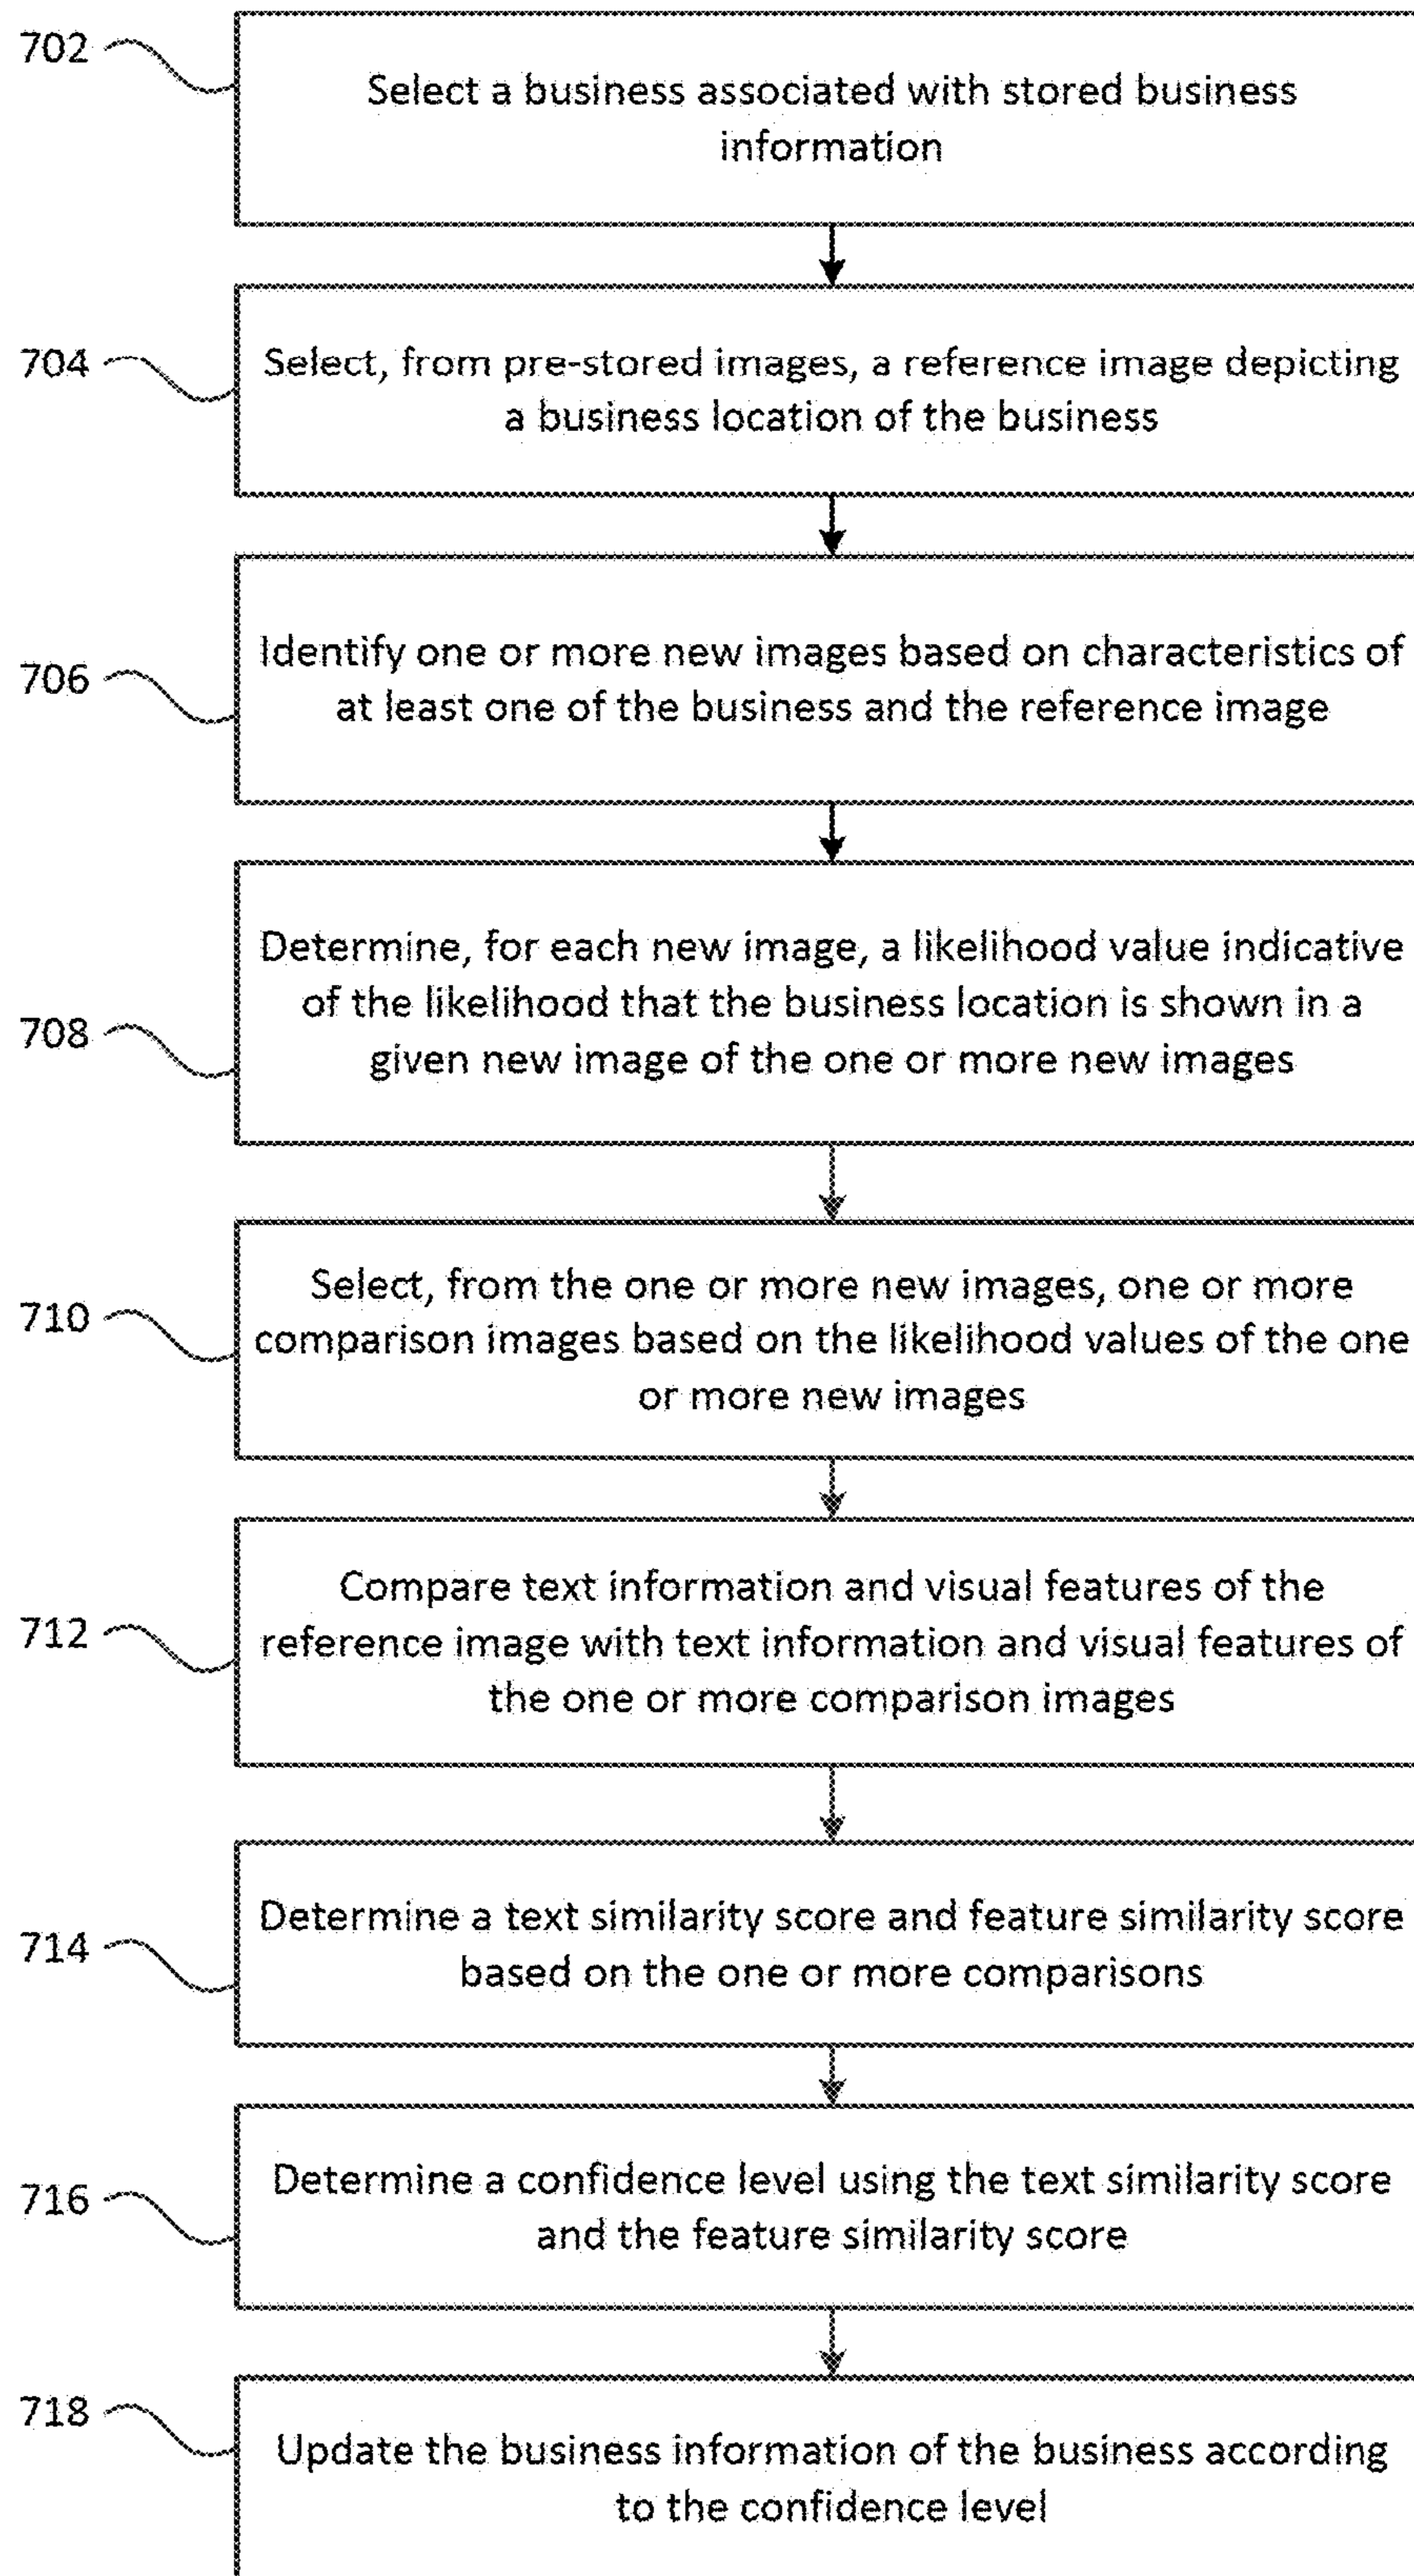 702
Select a business associated with stored business
information
704
Select, from pre-stored images, a reference image depicting
a business location of the business
706
Identify one or more new images based on characteristics of
at least one of the business and the reference image
708
Determine, for each new image, a likelihood value indicative
of the likelihood that the business location is shown in a
given new image of the one or more new images
710
Select, from the one or more new images, one or more
comparison images based on the likelihood values of the one
or more new images
712
Compare text information and visual features of the
reference image with text information and visual features of
the one or more comparison images
714
Determine a text similarity score and feature similarity score
based on the one or more comparisons
716
Determine a confidence level using the text similarity score
and the feature similarity score
718
Update the business information of the business according
to the confidence level